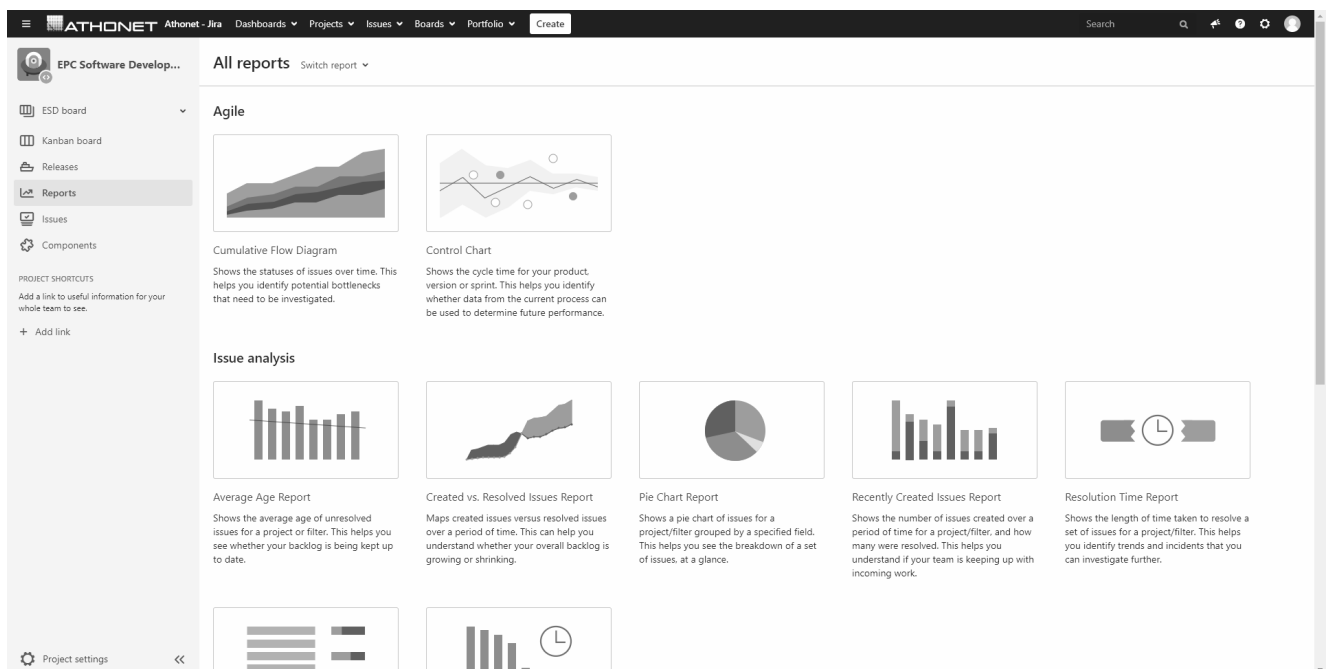 ATHONET Athonet - Jira Dashboards Projects Issues Boards Portfolio Create Search
EPC Software Develop...
ESD board
Kanban board
Releases
Reports
Issues
Components
PROJECT SHORTCUTS
Add a link to useful information for your
whole team to see.
+ Add link
Project settings
All reports Switch report
Agile
Cumulative Flow Diagram
Shows the statuses of issues over time. This
helps you identify potential bottlenecks
that need to be investigated.
Control Chart
Shows the cycle time for your product,
version or sprint. This helps you identify
whether data from the current process can
be used to determine future performance.
Issue analysis
Average Age Report
Shows the average age of unresolved
issues for a project or filter. This helps you
see whether your backlog is being kept up
to date.
Created vs. Resolved Issues Report
Maps created issues versus resolved issues
over a period of time. This can help you
understand whether your overall backlog is
growing or shrinking.
Pie Chart Report
Shows a pie chart of issues for a
project/filter grouped by a specified field.
This helps you see the breakdown of a set
of issues, at a glance.
Recently Created Issues Report
Shows the number of issues created over a
period of time for a project/filter, and how
many were resolved. This helps you
understand if your team is keeping up with
incoming work.
Resolution Time Report
Shows the length of time taken to resolve a
set of issues for a project/filter. This helps
you identify trends and incidents that you
can investigate further.